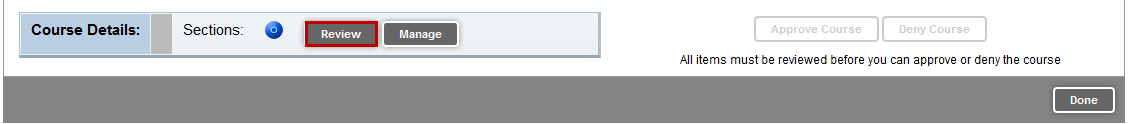 Course Details: Sections: Review Manage Approve Course Deny Course
All items must be reviewed before you can approve or deny the course
Done